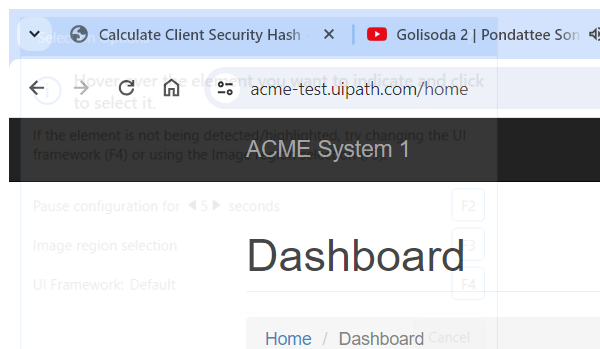 Selection Options
Calculate Client Security Hash
Golisoda 2 | Pondattee Son
Hover over the element you want to indicate and click
to select it.
acme-test.uipath.com/home
If the element is not being detected/highlighted, try changing the UI
framework (F4) or using the Image region
ACME System 1
Pause configuration for 5 seconds F2
Image region selection F3
Dashboard
UI Framework: Default F4
Home / Dashboard
Cancel